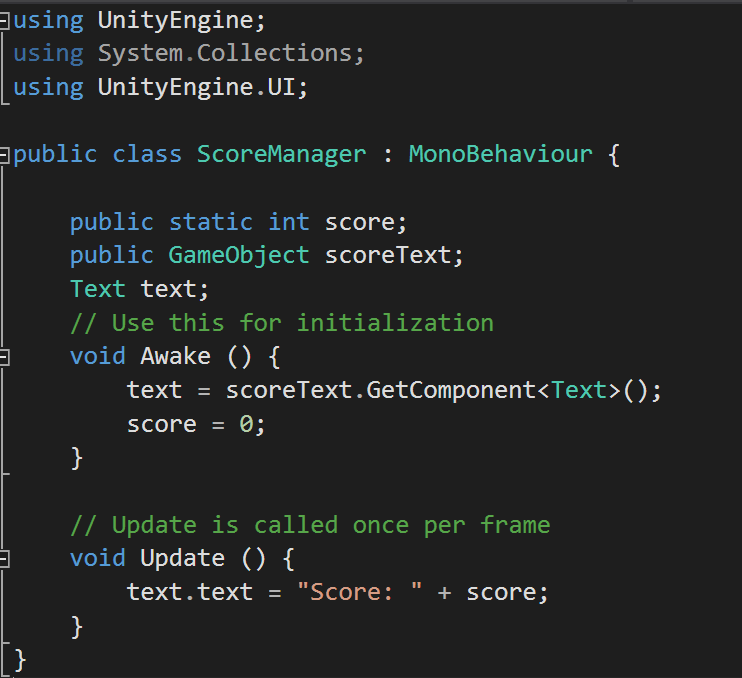 using UnityEngine;
using System.Collections;
using UnityEngine.UI;
public class ScoreManager : MonoBehaviour {
public static int score;
public GameObject scoreText;
Text text;
// Use this for initialization
void Awake () {
text = scoreText.GetComponent<Text>();
score = 0;
}
// Update is called once per frame
void Update () {
text.text = "Score: " + score;
}
}